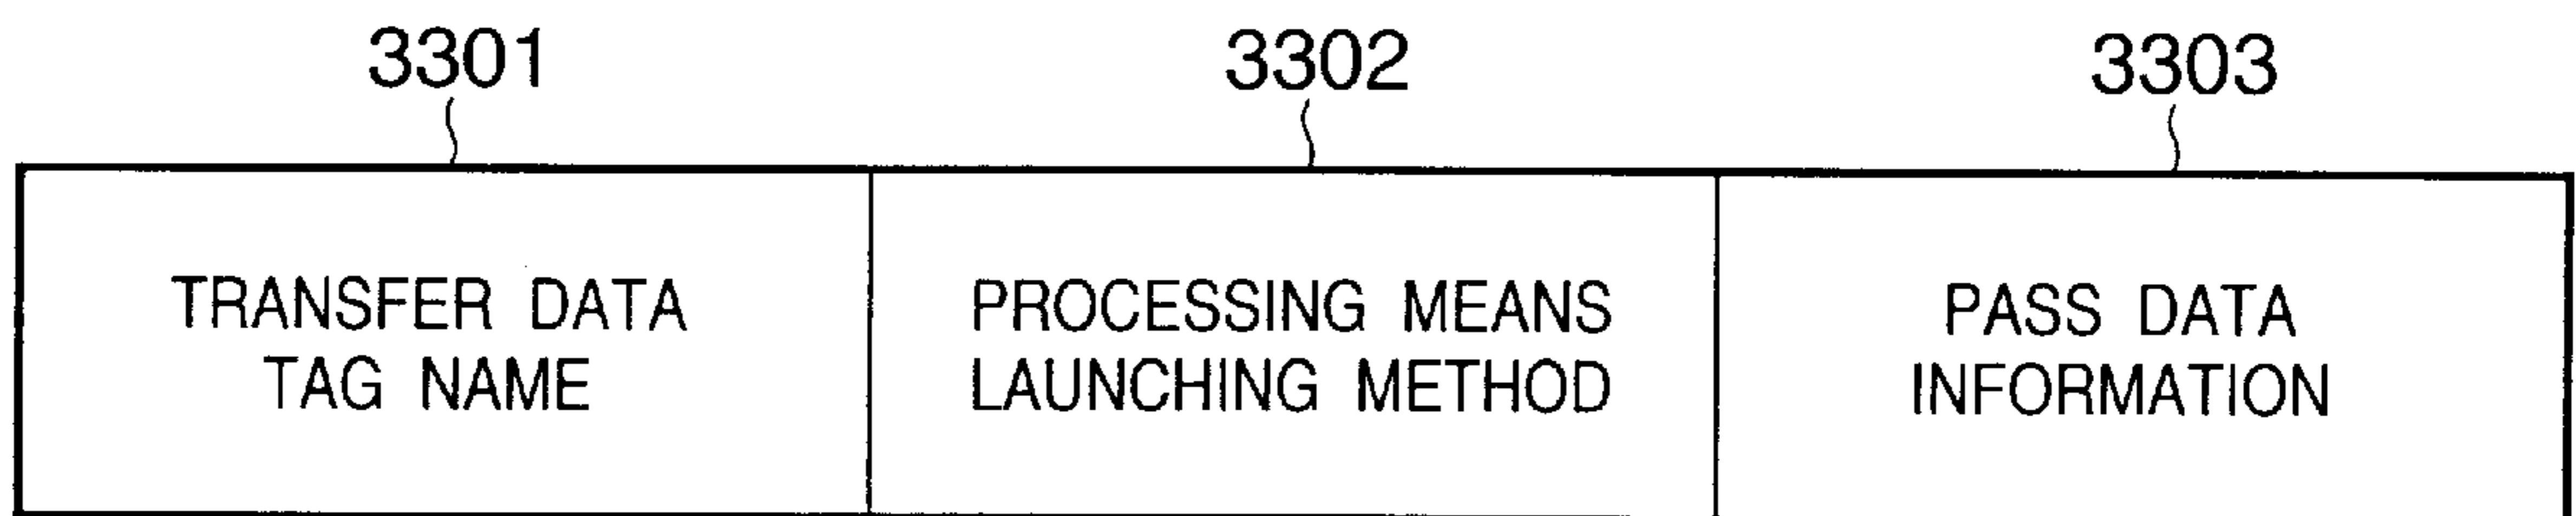 3301 3302 3303
TRANSFER DATA
TAG NAME
PROCESSING MEANS
LAUNCHING METHOD
PASS DATA
INFORMATION